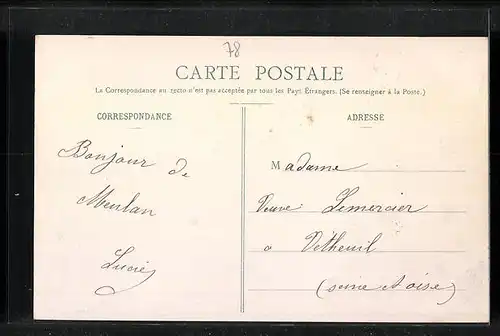 78
CARTE POSTALE
La Correspondance au recto n'est pas acceptée par tous les Pays Étrangers. (Se renseigner à la Poste.)
CORRESPONDANCE
Bonjour de
Meulan
Lucie
ADRESSE
Madame
Veuve Lemercier
a Vétheuil
(Seine et Oise)